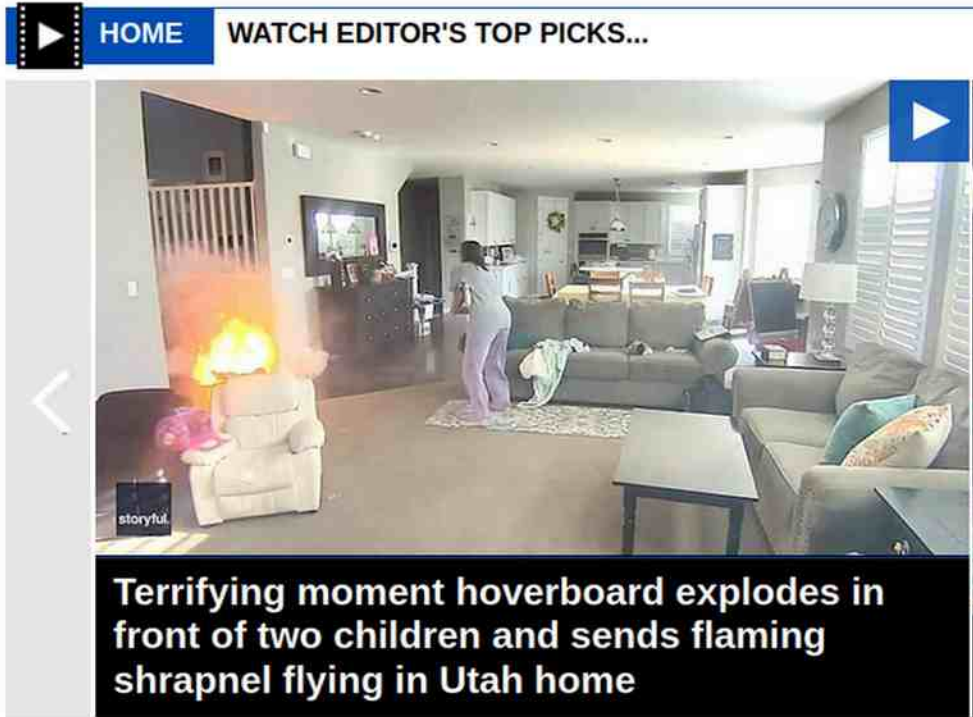 HOME WATCH EDITOR'S TOP PICKS...
storyful.
Terrifying moment hoverboard explodes in
front of two children and sends flaming
shrapnel flying in Utah home